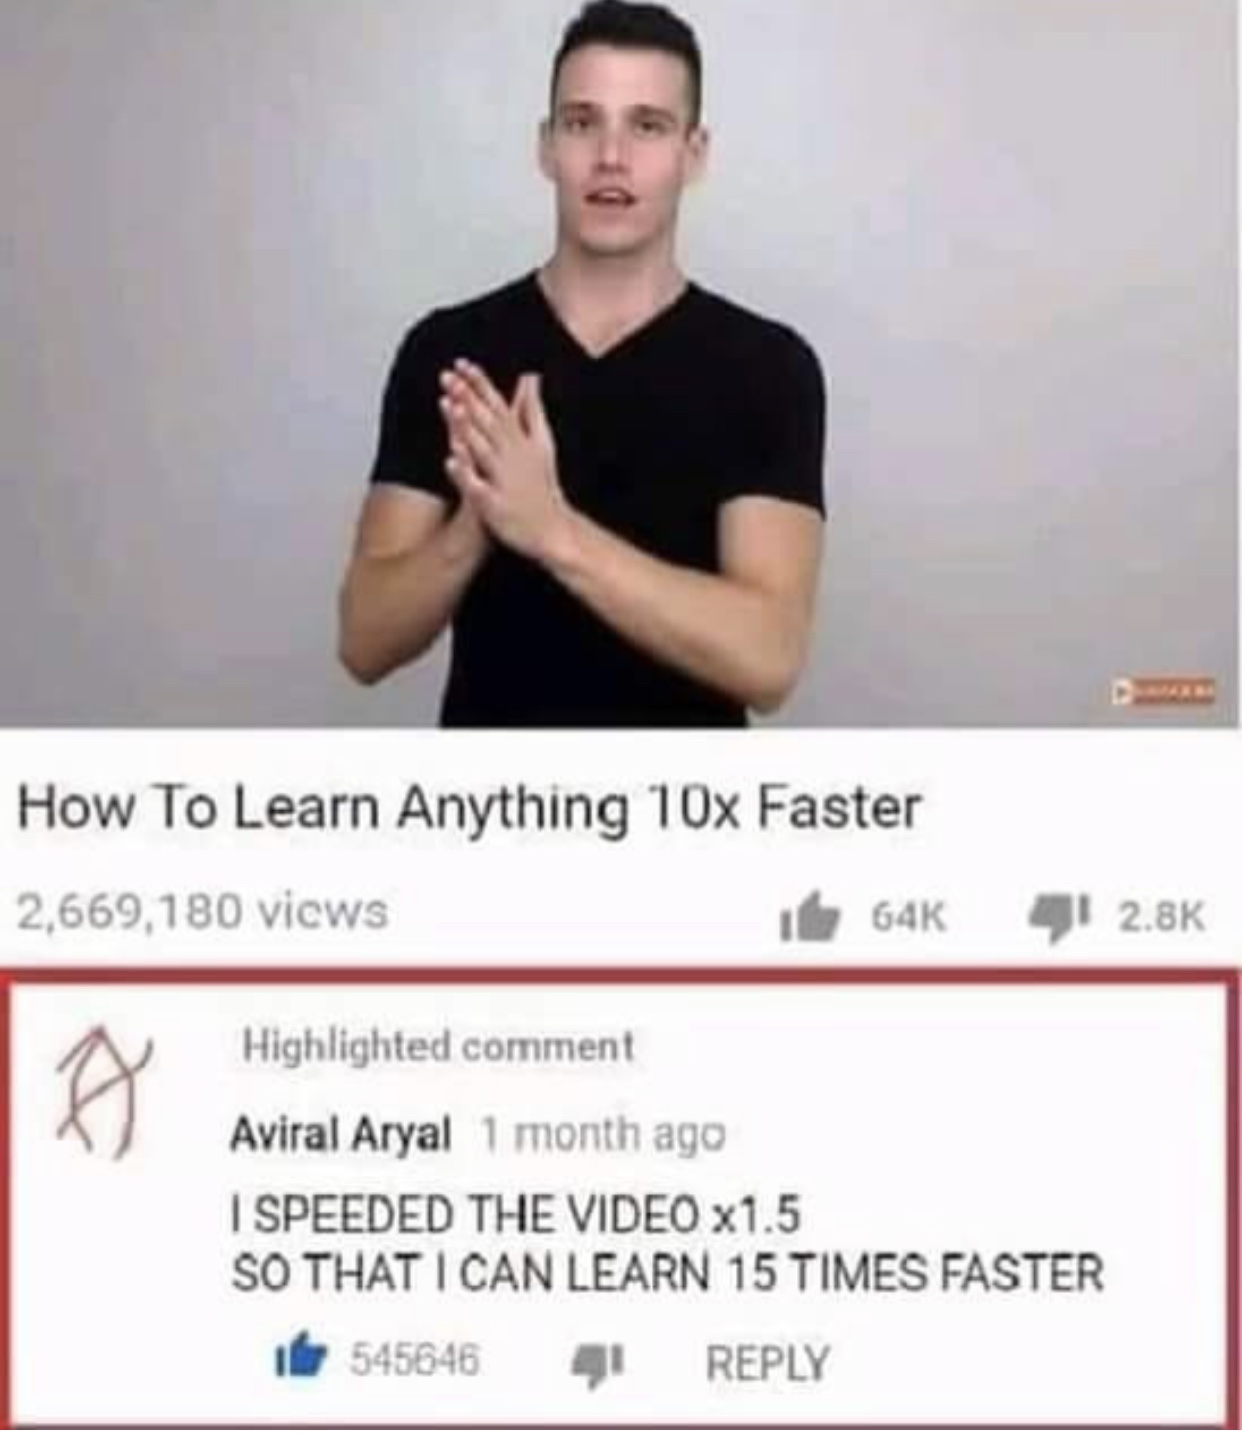 How To Learn Anything 10x Faster
2,669,180 views 64K 2.8K
Highlighted comment
Aviral Aryal 1 month ago
I SPEEDED THE VIDEO x1.5
SO THAT I CAN LEARN 15 TIMES FASTER
545646 REPLY